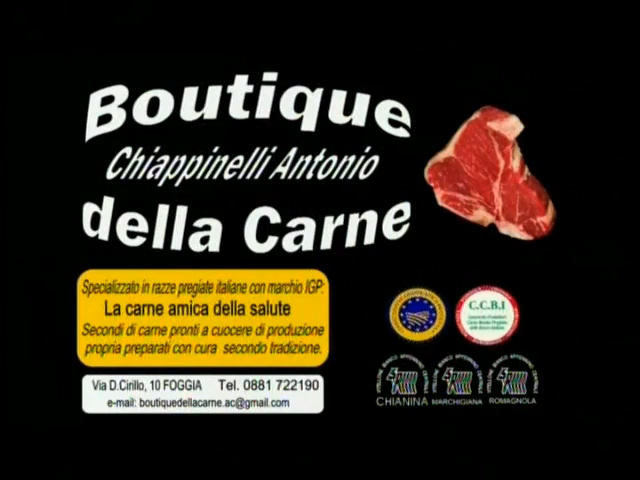 Boutique
Chiappinelli Antonio
della Carne
Specializzato in razze pregiate italiane con marchio IGP:
La carne amica della salute
Secondi di carne pronti a cuocere di produzione
propria preparati con cura secondo tradizione.
Via D.Cirillo, 10 FOGGIA Tel. 0881 722190
e-mail: boutiquedellacarne.ac@gmail.com
C.C.B.I
CHIANINA MARCHIGIANA ROMAGNOLA